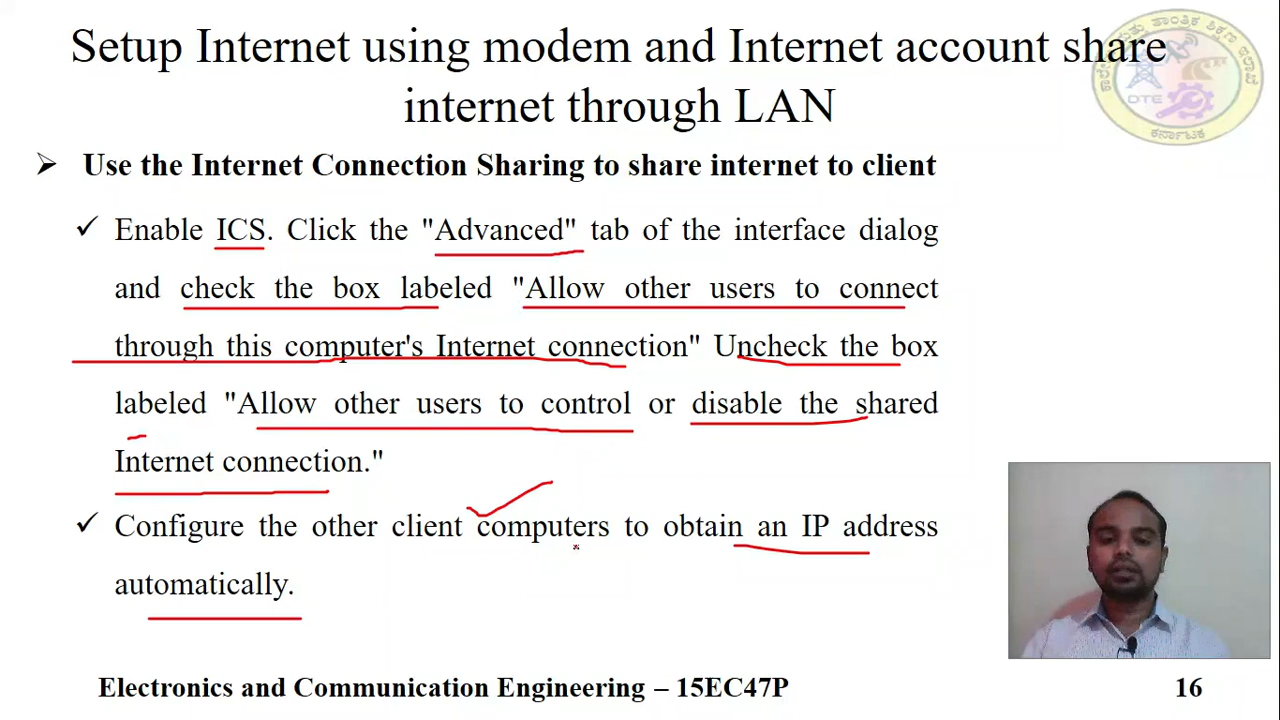 Setup Internet using modem and Internet account share
internet through LAN
➢ Use the Internet Connection Sharing to share internet to client
✓ Enable ICS. Click the "Advanced" tab of the interface dialog
and check the box labeled "Allow other users to connect
through this computer's Internet connection" Uncheck the box
labeled "Allow other users to control or disable the shared
Internet connection."
✓ Configure the other client computers to obtain an IP address
automatically.
DTE
ಕರ್ನಾಟಕ
Electronics and Communication Engineering – 15EC47P
16